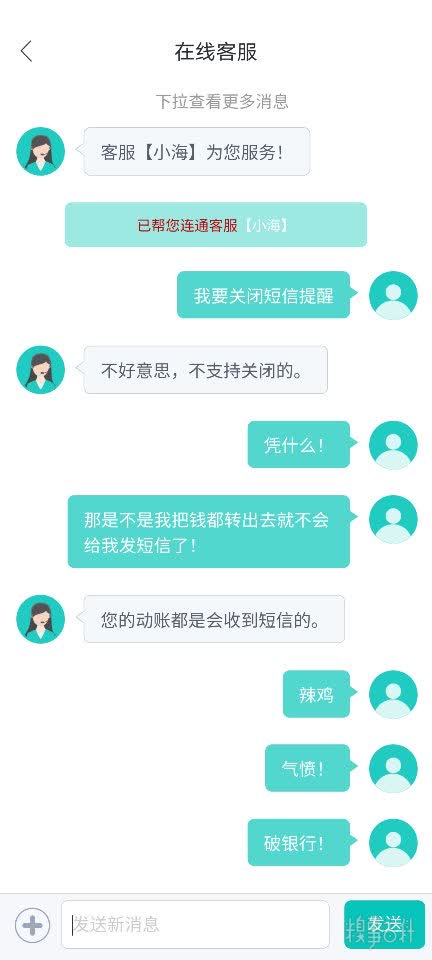 在线客服
下拉查看更多消息
客服【小海】为您服务！
已帮您连通客服【小海】
我要关闭短信提醒
不好意思，不支持关闭的。
凭什么！
那是不是我把钱都转出去就不会
给我发短信了！
您的动账都是会收到短信的。
辣鸡
气愤！
破银行！
发送新消息
发送